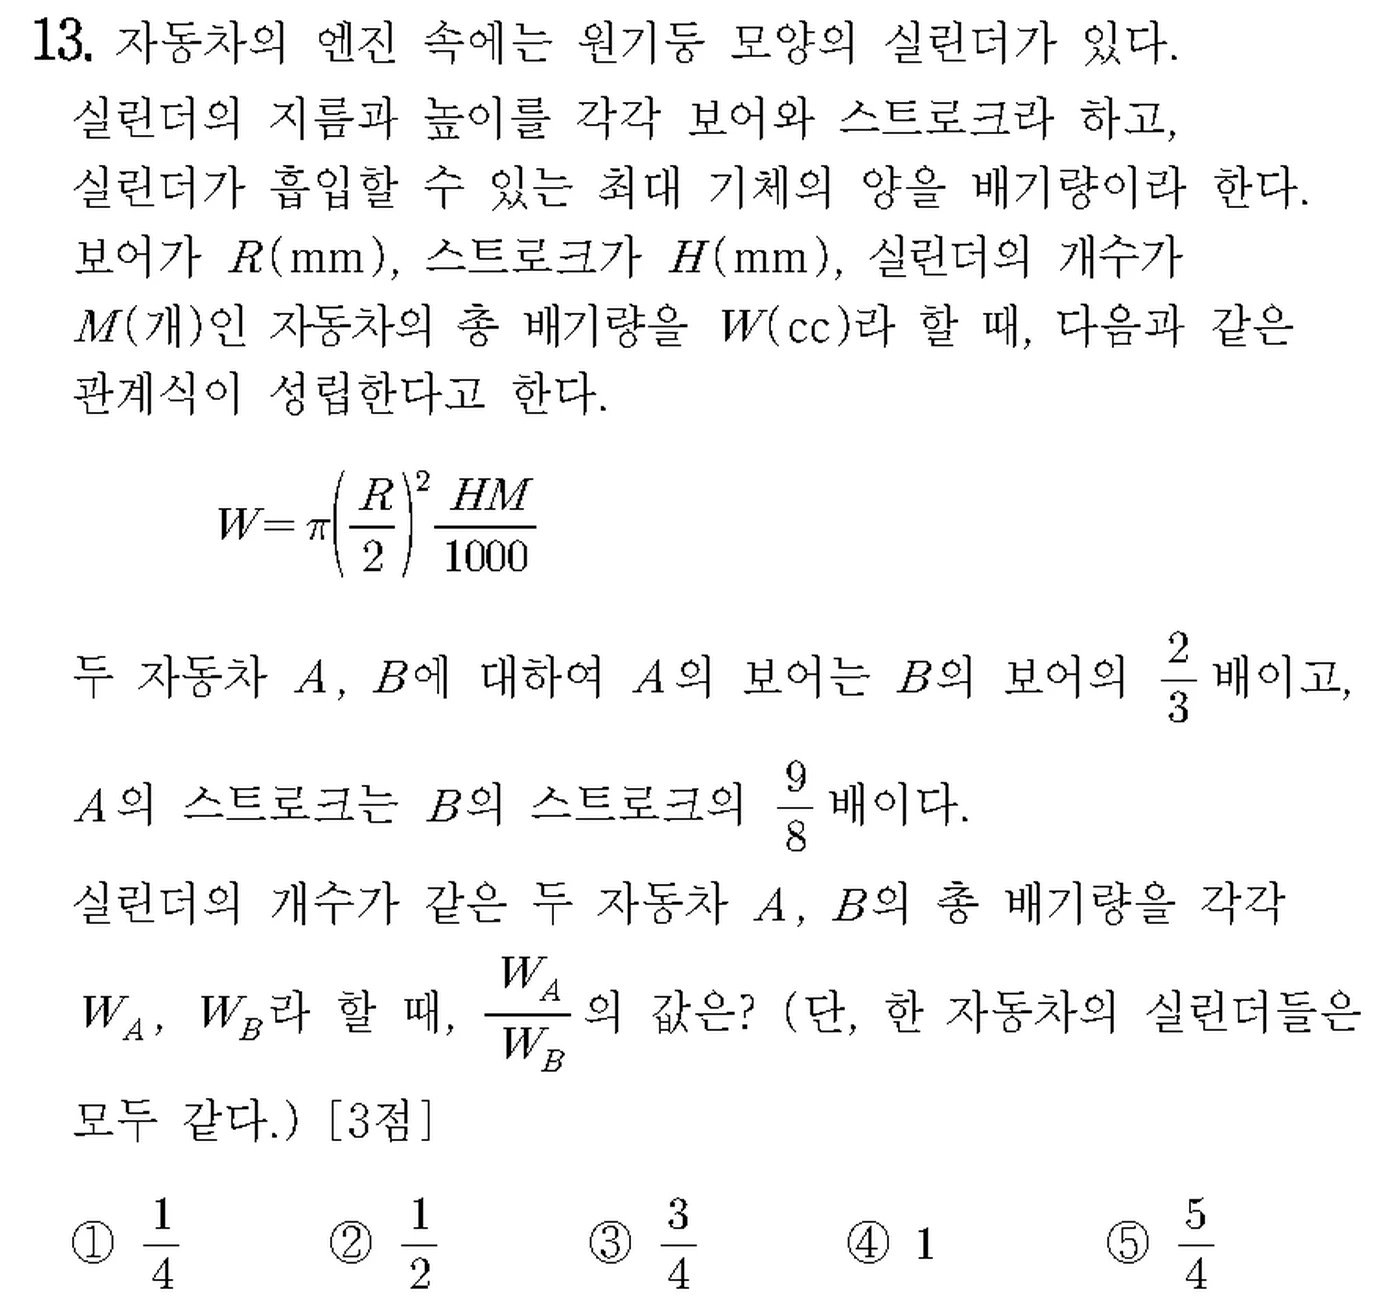 13. 자동차의 엔진 속에는 원기둥 모양의 실린더가 있다.
실린더의 지름과 높이를 각각 보어와 스트로크라 하고,
실린더가 흡입할 수 있는 최대 기체의 양을 배기량이라 한다.
보어가 R(mm), 스트로크가 H(mm), 실린더의 개수가
M(개)인 자동차의 총 배기량을 W(cc)라 할 때, 다음과 같은
관계식이 성립한다고 한다.
W=π(R/2)² HM/1000
두 자동차 A, B에 대하여 A의 보어는 B의 보어의 2/3배이고,
A의 스트로크는 B의 스트로크의 9/8배이다.
실린더의 개수가 같은 두 자동차 A, B의 총 배기량을 각각
W_A, W_B라 할 때, W_A/W_B의 값은? (단, 한 자동차의 실린더들은
모두 같다.) [3점]
① 1/4 ② 1/2 ③ 3/4 ④ 1 ⑤ 5/4